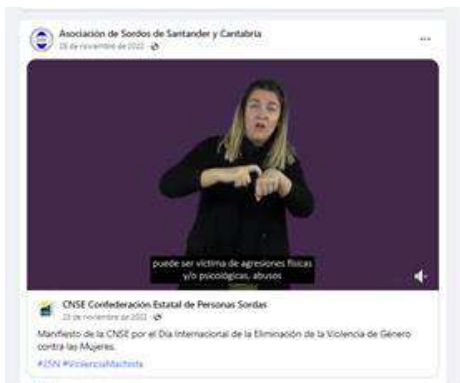 Asociación de Sordos de Santander y Cantabria
28 de noviembre de 2022
puede ser víctima de agresiones físicas
y/o psicológicas, abusos
CNSE Confederación Estatal de Personas Sordas
23 de noviembre de 2022
Manifiesto de la CNSE por el Día Internacional de la Eliminación de la Violencia de Género
contra las Mujeres.
#25N #ViolenciaMachista